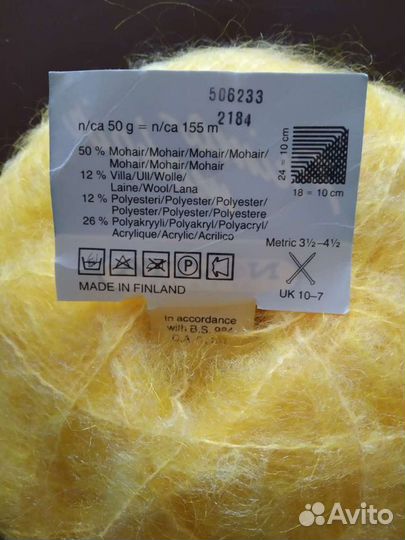 506233
2184
n/ca 50 g = n/ca 155 m
50 % Mohair/Mohair/Mohair/Mohair/
Mohair/Mohair/Mohair
12 % Villa/Ull/Wolle/
Laine/Wool/Lana
12 % Polyesteri/Polyester/Polyester/
Polyester/Polyester/Polyestere
26 % Polyakryyli/Polyakryl/Polyacryl/
Acrylique/Acrylic/Acrilico
24 = 10 cm
18 = 10 cm
Metric 3½–4½
P
MADE IN FINLAND
UK 10–7
In accordance
with B.S.
Avito